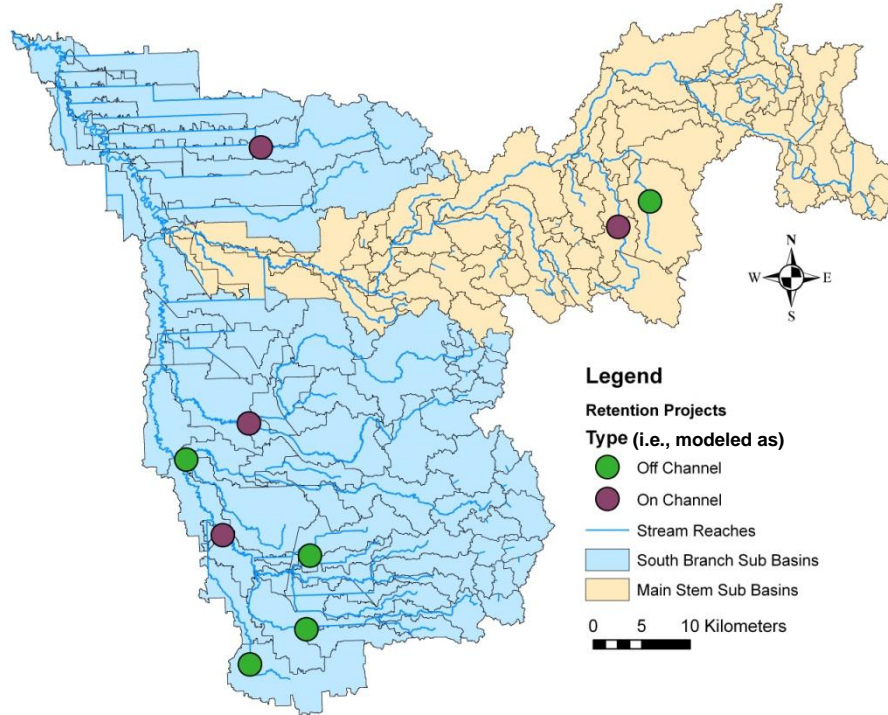 N
W E
S
Legend
Retention Projects
Type (i.e., modeled as)
Off Channel
On Channel
Stream Reaches
South Branch Sub Basins
Main Stem Sub Basins
0 5 10 Kilometers